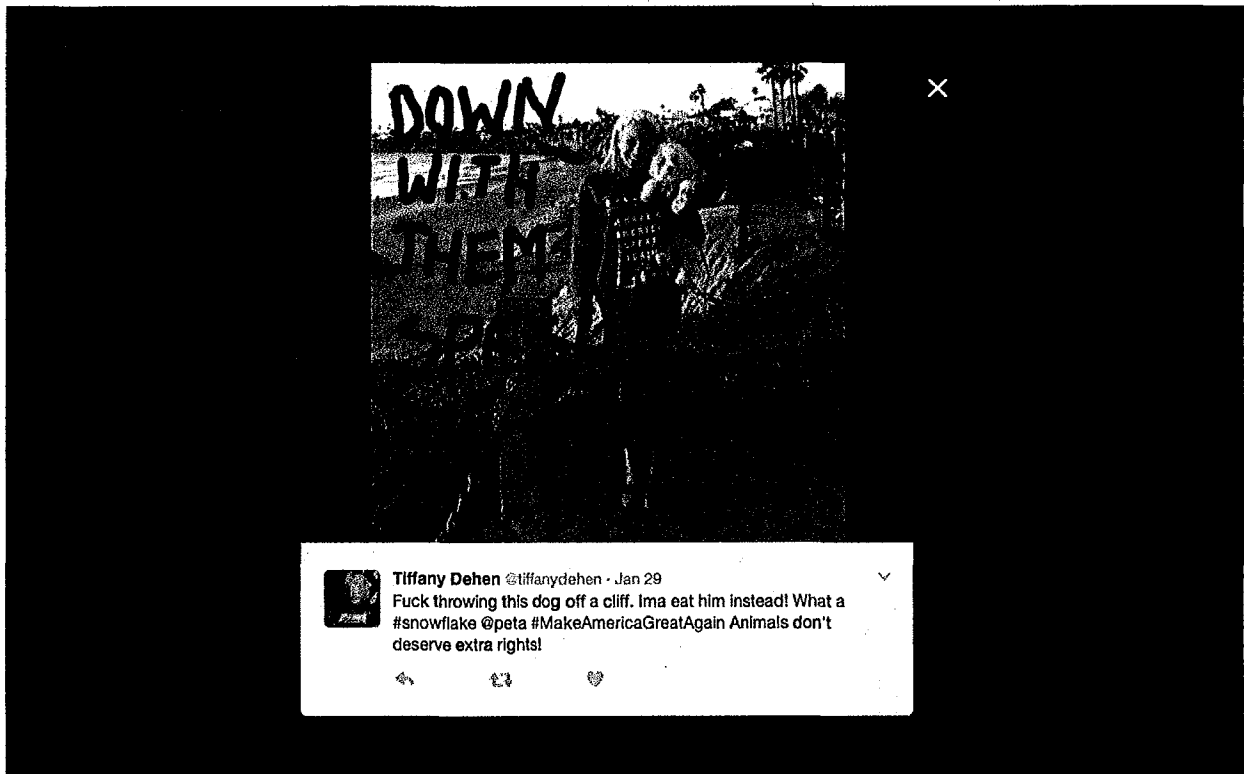 DOWN
WITH
THEM
Tiffany Dehen @tiffanydehen · Jan 29
Fuck throwing this dog off a cliff. Ima eat him instead! What a
#snowflake @peta #MakeAmericaGreatAgain Animals don't
deserve extra rights!